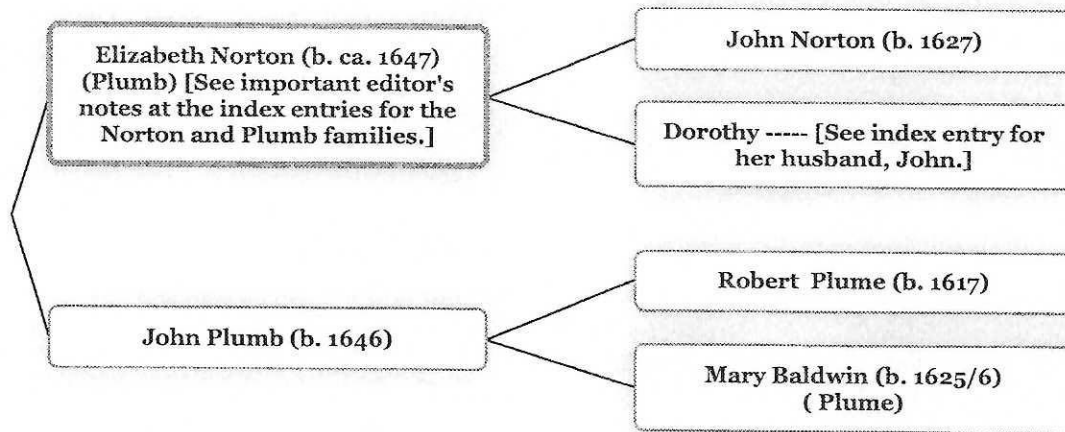 Elizabeth Norton (b. ca. 1647)
(Plumb) [See important editor's
notes at the index entries for the
Norton and Plumb families.]
John Norton (b. 1627)
Dorothy ----- [See index entry for
her husband, John.]
John Plumb (b. 1646)
Robert Plume (b. 1617)
Mary Baldwin (b. 1625/6)
( Plume)